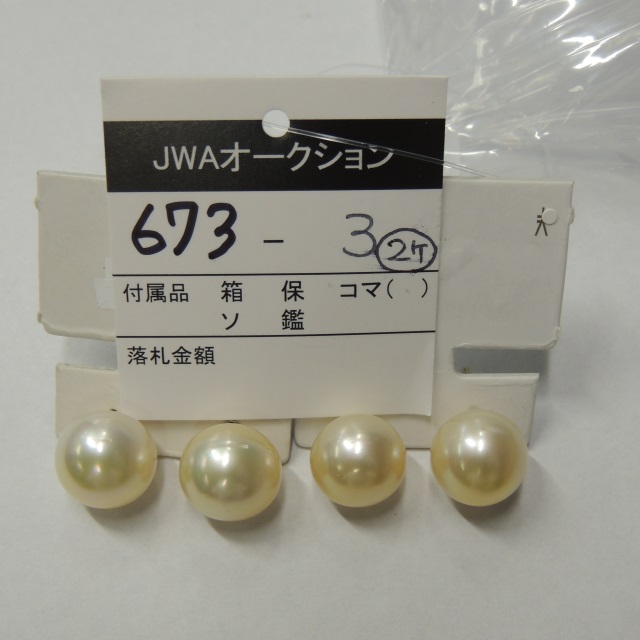 JWAオークション
673 - 3 2ケ
付属品 箱 保 コマ( )
ソ 鑑
落札金額